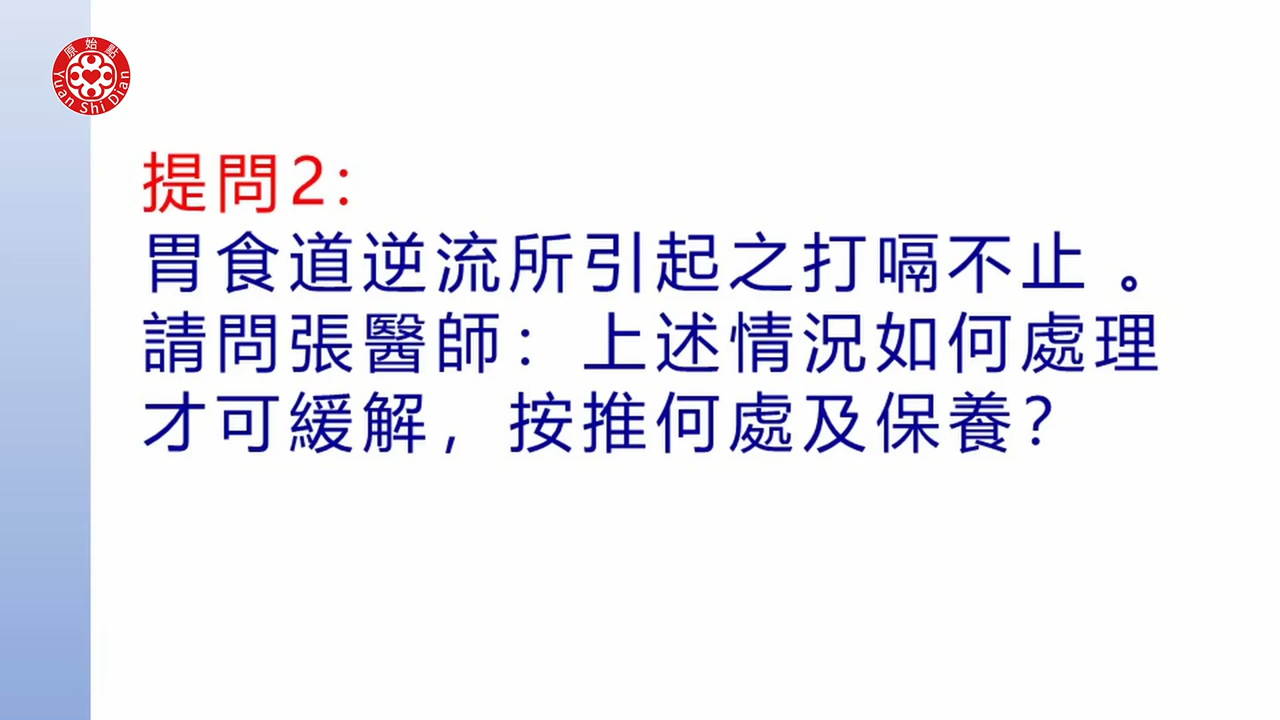 原始點
Yuan Shi Dian
提問2：
胃食道逆流所引起之打嗝不止 。
請問張醫師：上述情況如何處理
才可緩解，按推何處及保養？